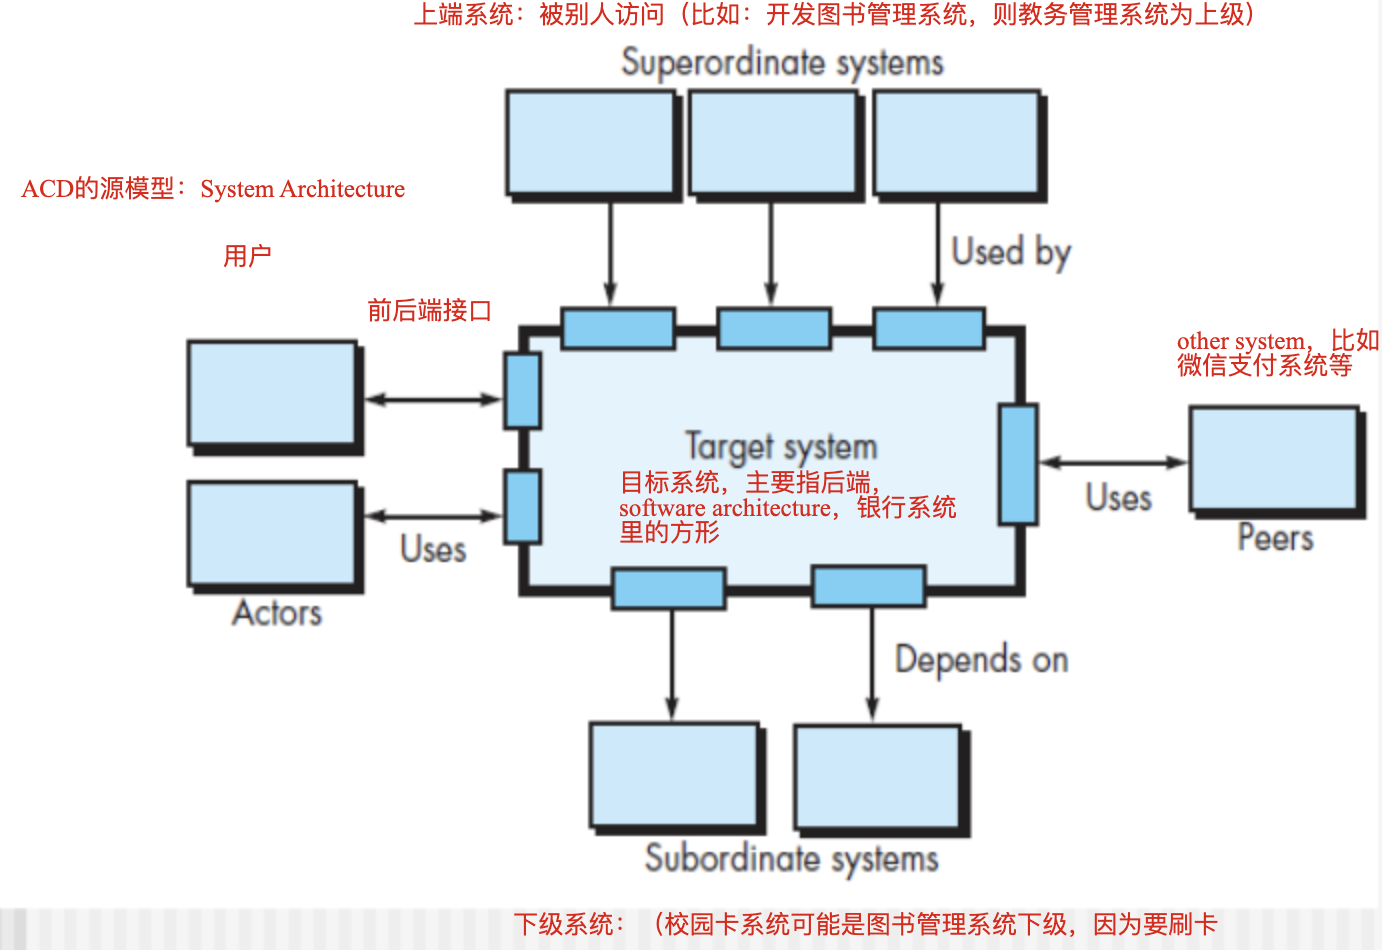 上端系统：被别人访问（比如：开发图书管理系统，则教务管理系统为上级）
Superordinate systems
ACD的源模型：System Architecture
用户
Used by
前后端接口
other system，比如
微信支付系统等
Target system
目标系统，主要指后端，
software architecture，银行系统
里的方形
Uses
Peers
Uses
Actors
Depends on
Subordinate systems
下级系统：（校园卡系统可能是图书管理系统下级，因为要刷卡